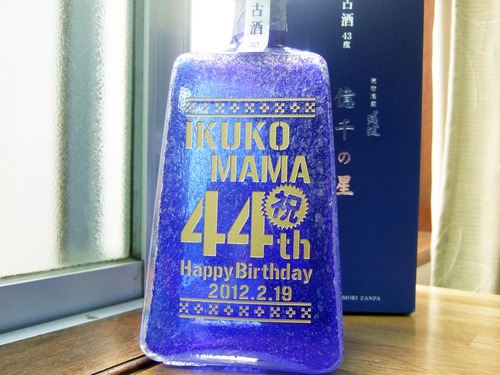 古酒
IKUKO
MAMA
44th
祝
Happy Birthday
2012.2.19
古酒 43度
億千の星
MORI ZANPA